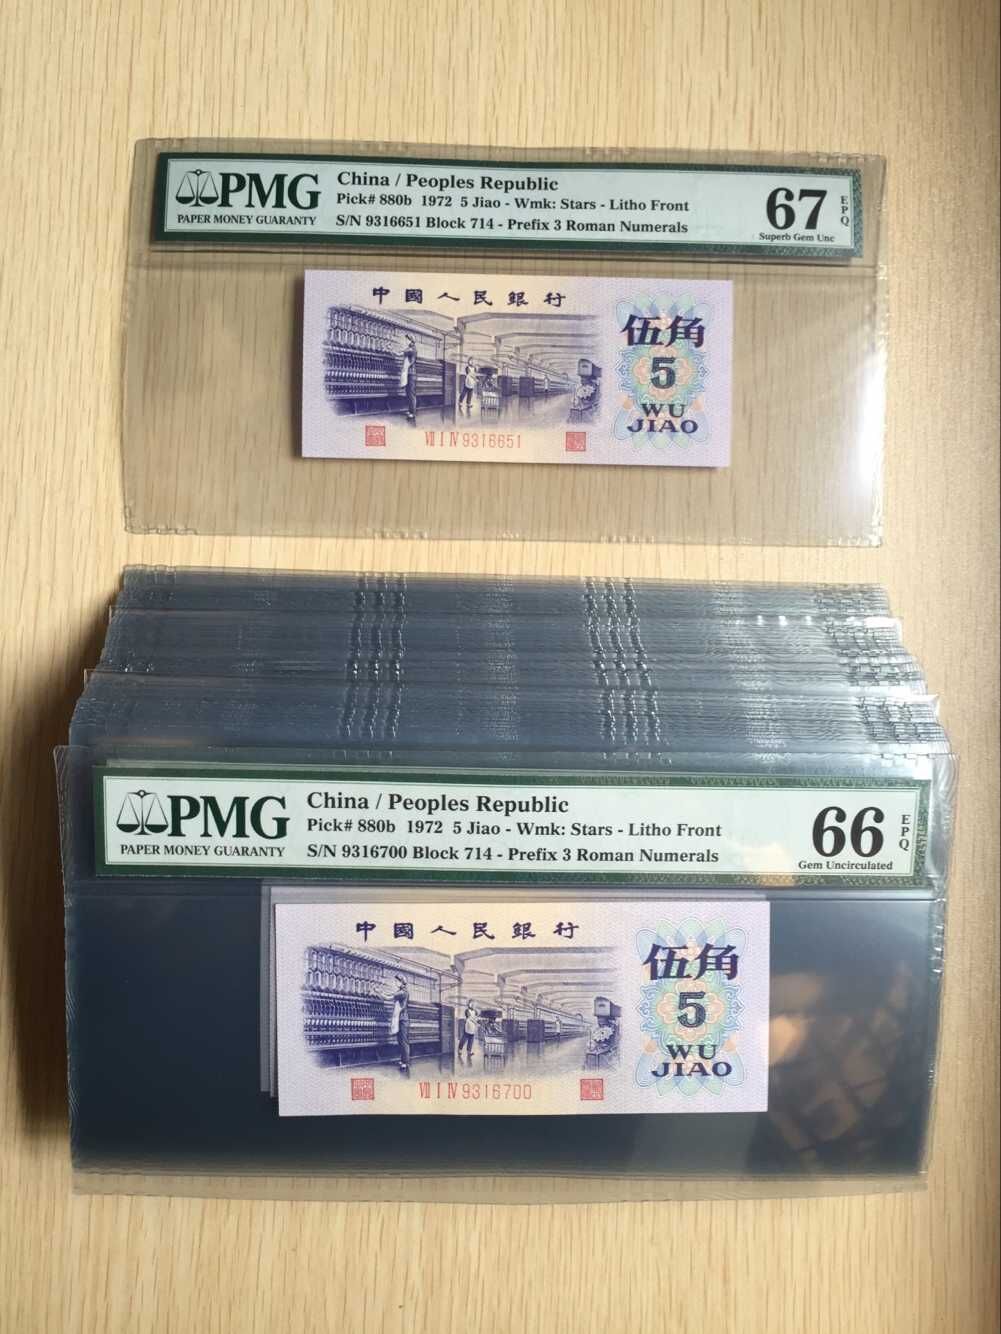 PMG
PAPER MONEY GUARANTY
China / Peoples Republic
Pick# 880b 1972 5 Jiao - Wmk: Stars - Litho Front
S/N 9316651 Block 714 - Prefix 3 Roman Numerals
67
EPQ
Superb Gem Unc
中國人民銀行
伍角
5
WU
JIAO
VII I IV 9316651
PMG
PAPER MONEY GUARANTY
China / Peoples Republic
Pick# 880b 1972 5 Jiao - Wmk: Stars - Litho Front
S/N 9316700 Block 714 - Prefix 3 Roman Numerals
66
EPQ
Gem Uncirculated
中國人民銀行
伍角
5
WU
JIAO
VII I IV 9316700